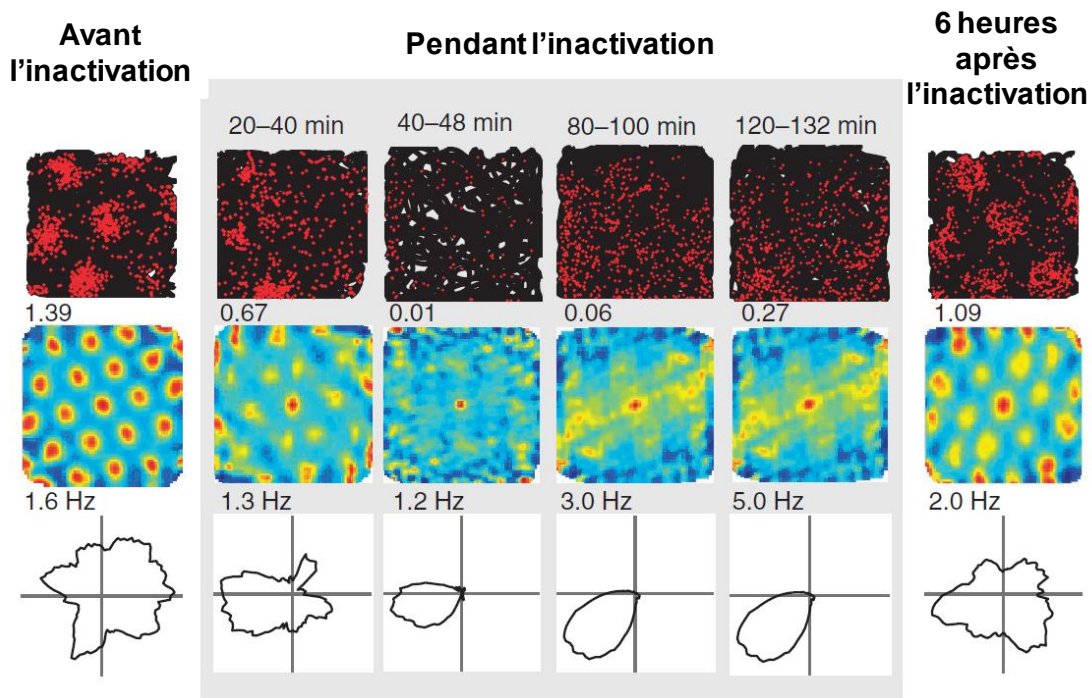 Avant
l'inactivation
Pendant l'inactivation
6 heures
après
l'inactivation
20–40 min
40–48 min
80–100 min
120–132 min
1.39
0.67
0.01
0.06
0.27
1.09
1.6 Hz
1.3 Hz
1.2 Hz
3.0 Hz
5.0 Hz
2.0 Hz